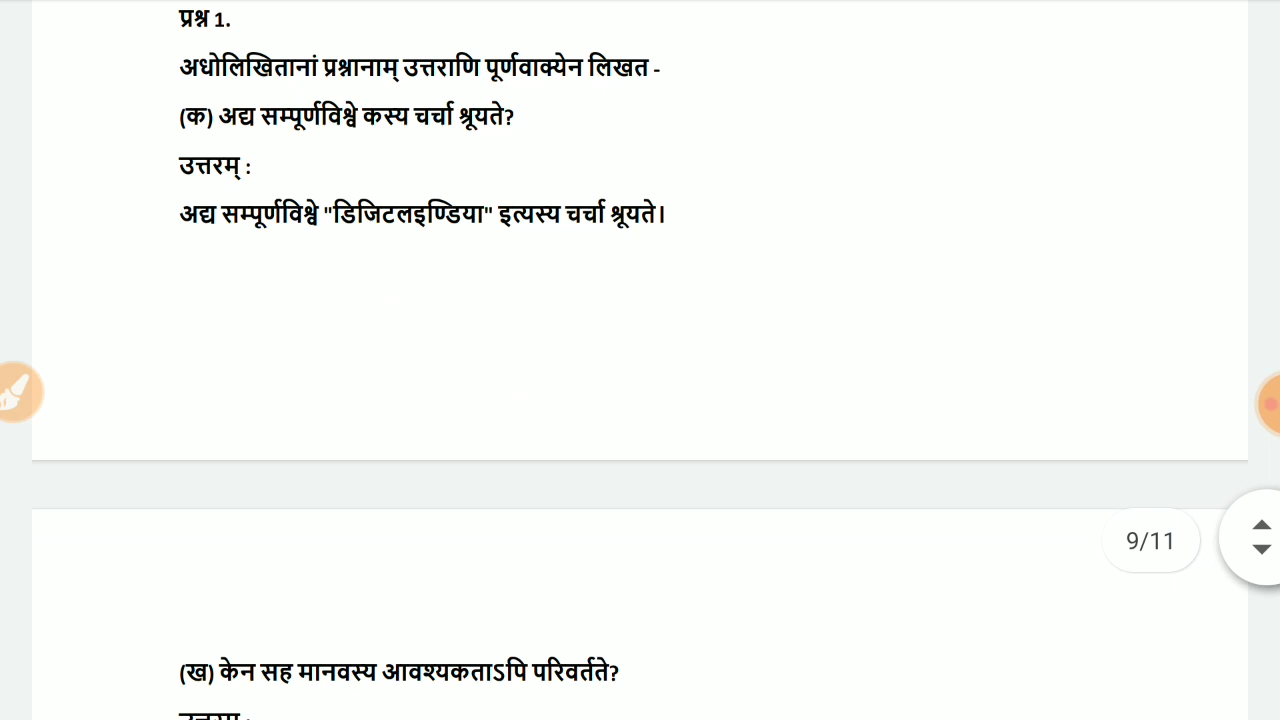 प्रश्न 1.
अधोलिखितानां प्रश्नानाम् उत्तराणि पूर्णवाक्येन लिखत -
(क) अद्य सम्पूर्णविश्वे कस्य चर्चा श्रूयते?
उत्तरम् :
अद्य सम्पूर्णविश्वे "डिजिटलइण्डिया" इत्यस्य चर्चा श्रूयते।
9/11
(ख) केन सह मानवस्य आवश्यकताऽपि परिवर्तते?